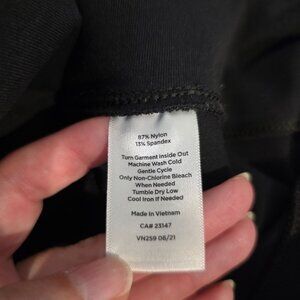 87% Nylon
13% Spandex
Turn Garment Inside Out
Machine Wash Cold
Gentle Cycle
Only Non-Chlorine Bleach
When Needed
Tumble Dry Low
Cool Iron If Needed
Made In Vietnam
CA# 23147
VN259 08/21